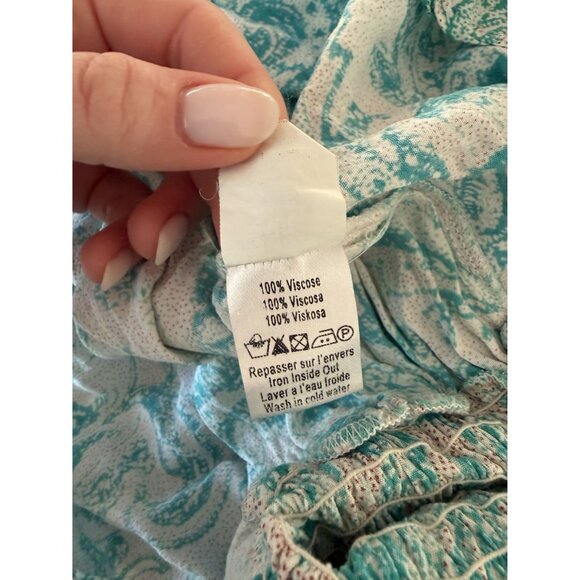 100% Viscose
100% Viscosa
100% Viskosa
P
Repasser sur l'envers
Iron Inside Out
Laver a l'eau froide
Wash in cold water